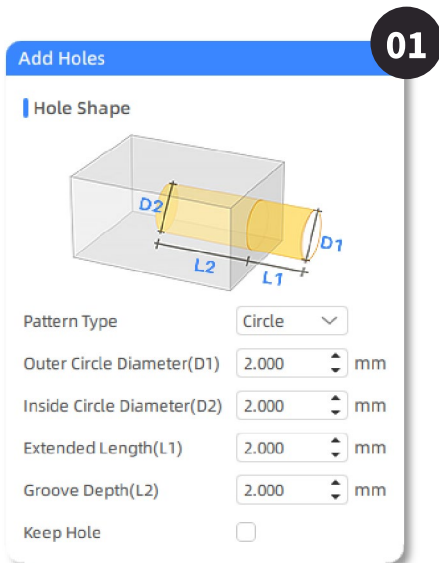 01
Add Holes
Hole Shape
D2
D1
L2
L1
Pattern Type Circle
Outer Circle Diameter(D1) 2.000 mm
Inside Circle Diameter(D2) 2.000 mm
Extended Length(L1) 2.000 mm
Groove Depth(L2) 2.000 mm
Keep Hole